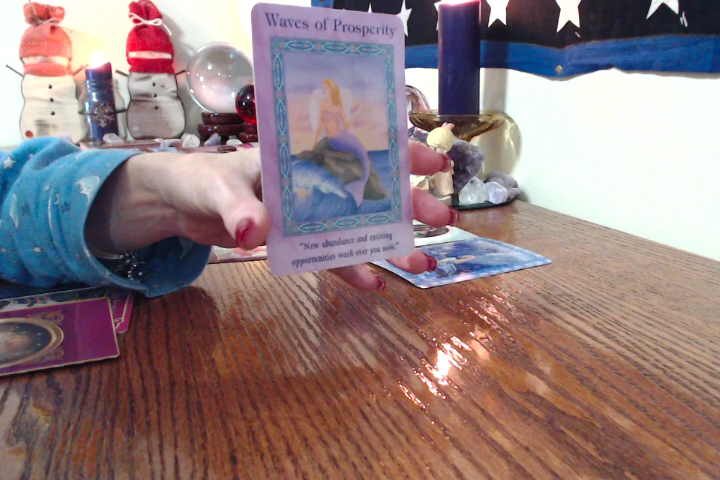 Waves of Prosperity
"New abundance and exciting
opportunities wash over you now."